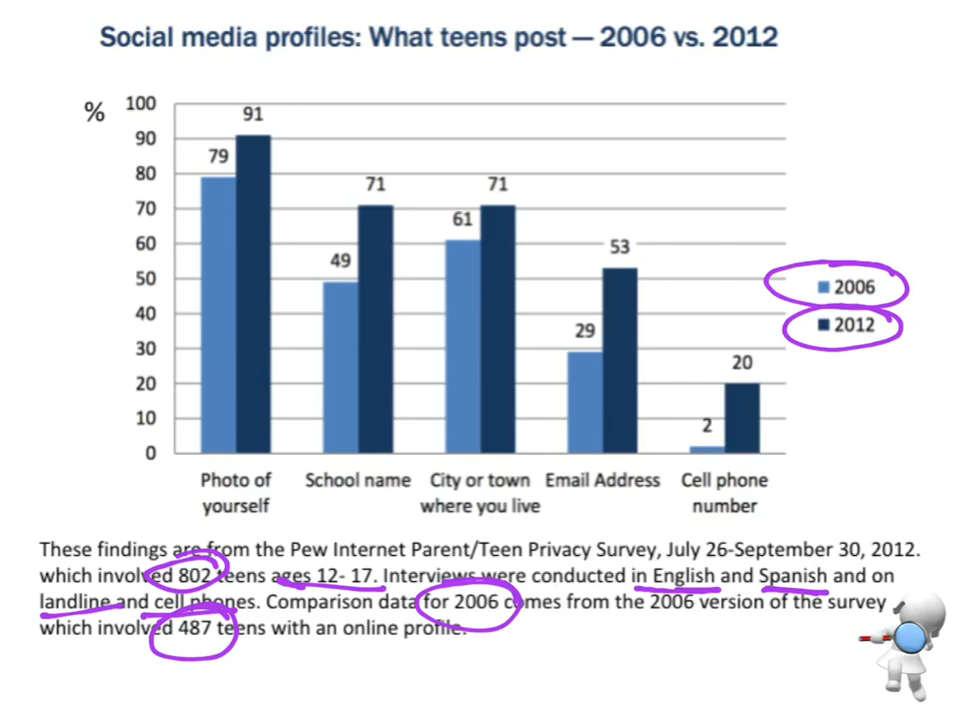 Social media profiles: What teens post — 2006 vs. 2012
%
100
90
80
70
60
50
40
30
20
10
0
79
91
49
71
61
71
29
53
2
20
2006
2012
Photo of yourself
School name
City or town where you live
Email Address
Cell phone number
These findings are from the Pew Internet Parent/Teen Privacy Survey, July 26-September 30, 2012.
which involved 802 teens ages 12- 17. Interviews were conducted in English and Spanish and on
landline and cell phones. Comparison data for 2006 comes from the 2006 version of the survey
which involved 487 teens with an online profile.